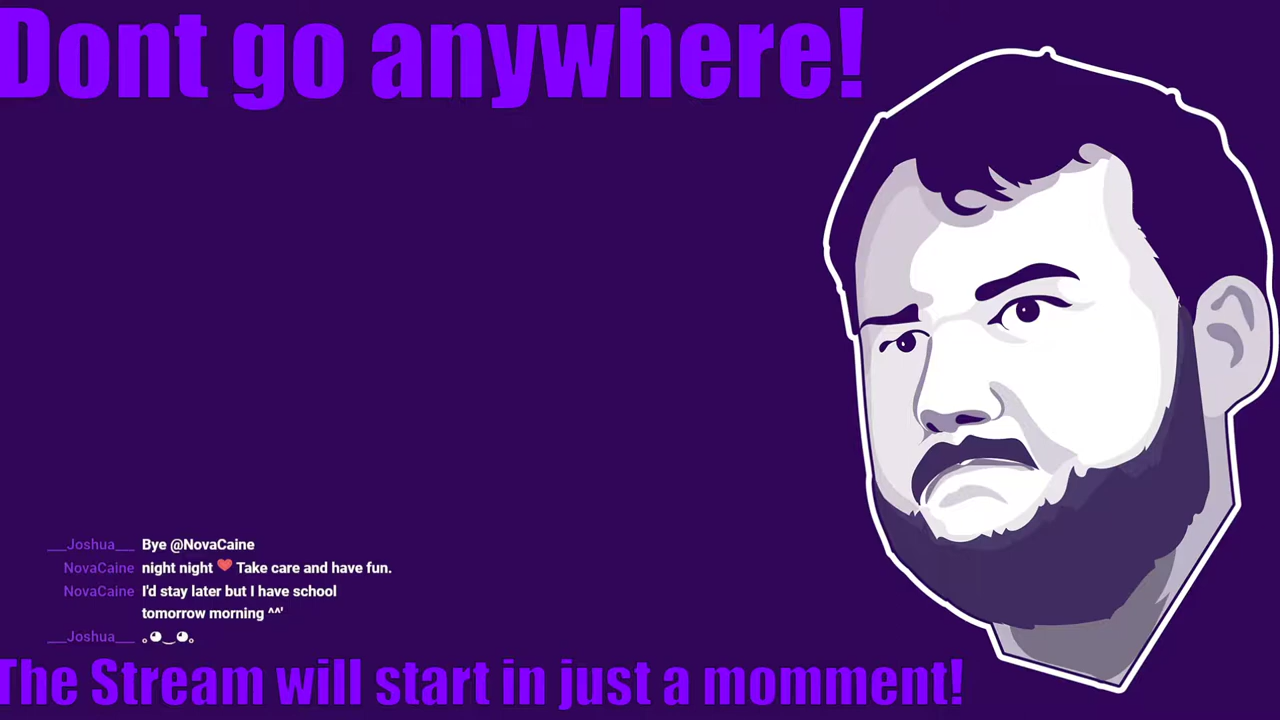 Dont go anywhere!
___Joshua___ Bye @NovaCaine
NovaCaine night night ❤ Take care and have fun.
NovaCaine I'd stay later but I have school
tomorrow morning ^^'
___Joshua___ ｡◕‿◕｡
The Stream will start in just a momment!